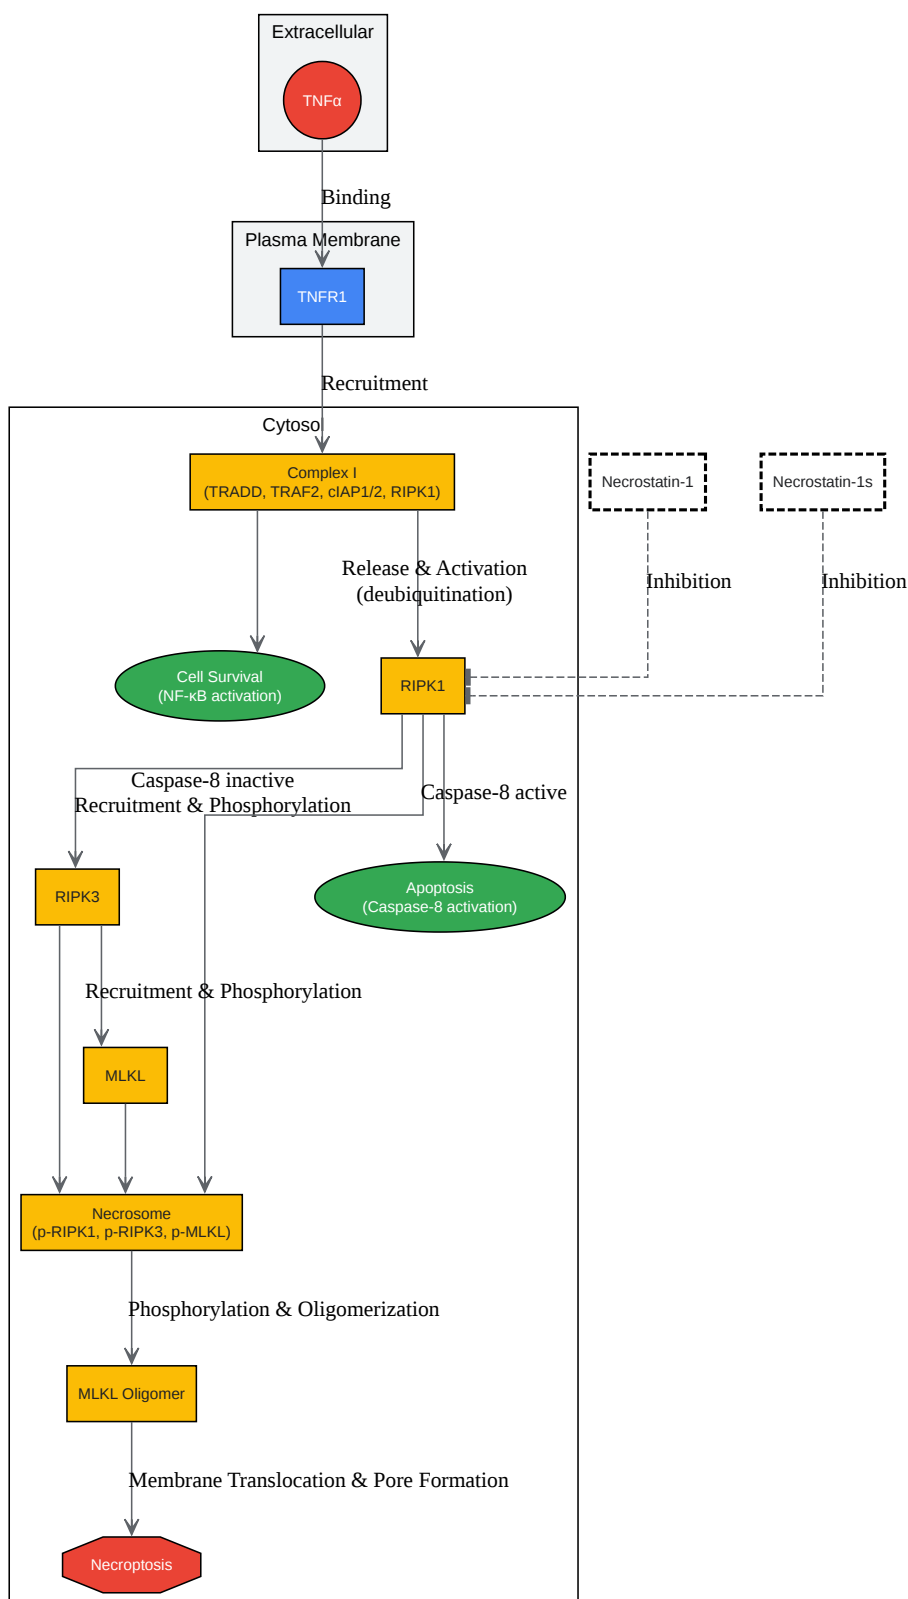 Extracellular
TNFα
Binding
Plasma Membrane
TNFR1
Recruitment
Cytosol
Complex I
(TRADD, TRAF2, cIAP1/2, RIPK1)
Necrostatin-1
Necrostatin-1s
Release & Activation
(deubiquitination)
Inhibition
Inhibition
Cell Survival
(NF-κB activation)
RIPK1
Caspase-8 inactive
Recruitment & Phosphorylation
Caspase-8 active
RIPK3
Apoptosis
(Caspase-8 activation)
Recruitment & Phosphorylation
MLKL
Necrosome
(p-RIPK1, p-RIPK3, p-MLKL)
Phosphorylation & Oligomerization
MLKL Oligomer
Membrane Translocation & Pore Formation
Necroptosis